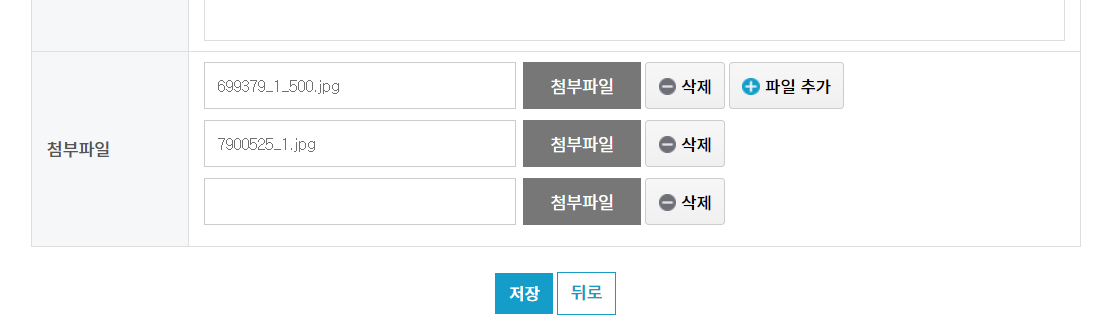 699379_1_500.jpg 첨부파일 삭제 파일 추가
첨부파일
7900525_1.jpg 첨부파일 삭제
첨부파일 삭제
저장 뒤로